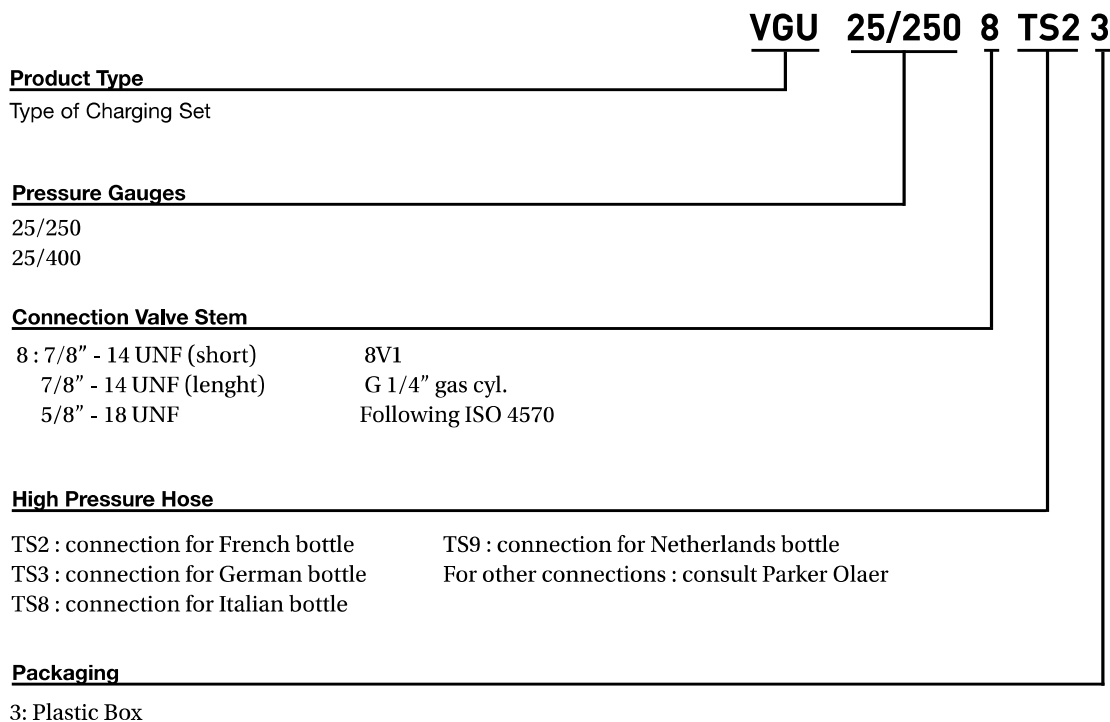 VGU 25/250 8 TS2 3
Product Type
Type of Charging Set
Pressure Gauges
25/250
25/400
Connection Valve Stem
8 : 7/8” - 14 UNF (short) 8V1
7/8” - 14 UNF (lenght) G 1/4” gas cyl.
5/8” - 18 UNF Following ISO 4570
High Pressure Hose
TS2 : connection for French bottle TS9 : connection for Netherlands bottle
TS3 : connection for German bottle For other connections : consult Parker Olaer
TS8 : connection for Italian bottle
Packaging
3: Plastic Box